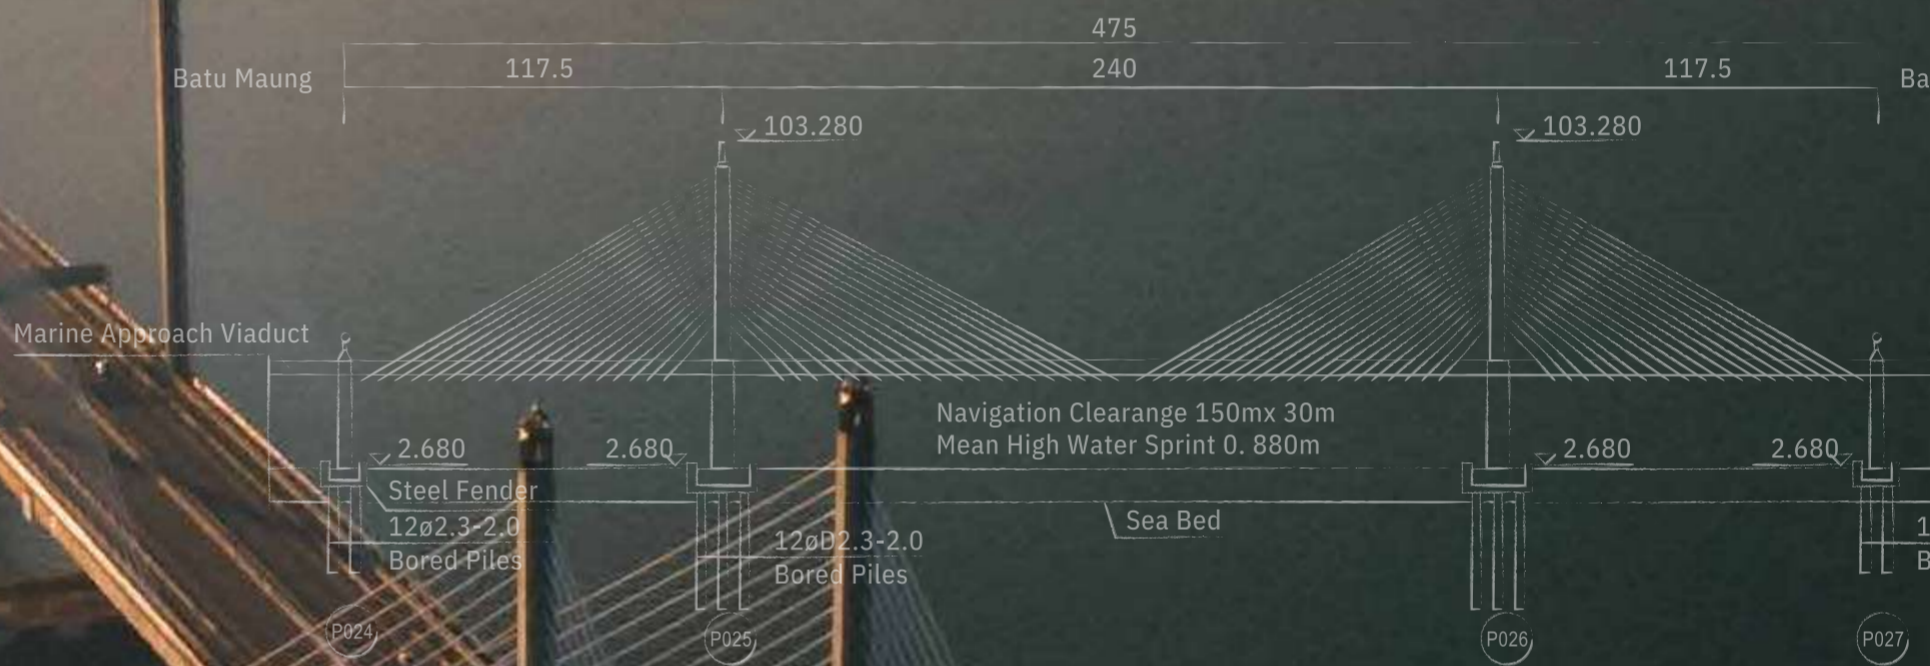 475
117.5
240
117.5
Batu Maung
Ba
103.280
103.280
Marine Approach Viaduct
Navigation Clearange 150mx 30m
Mean High Water Sprint 0. 880m
2.680
2.680
2.680
2.680
Steel Fender
12ø2.3-2.0
Bored Piles
12øD2.3-2.0
Bored Piles
Sea Bed
1
B
P024
P025
P026
P027